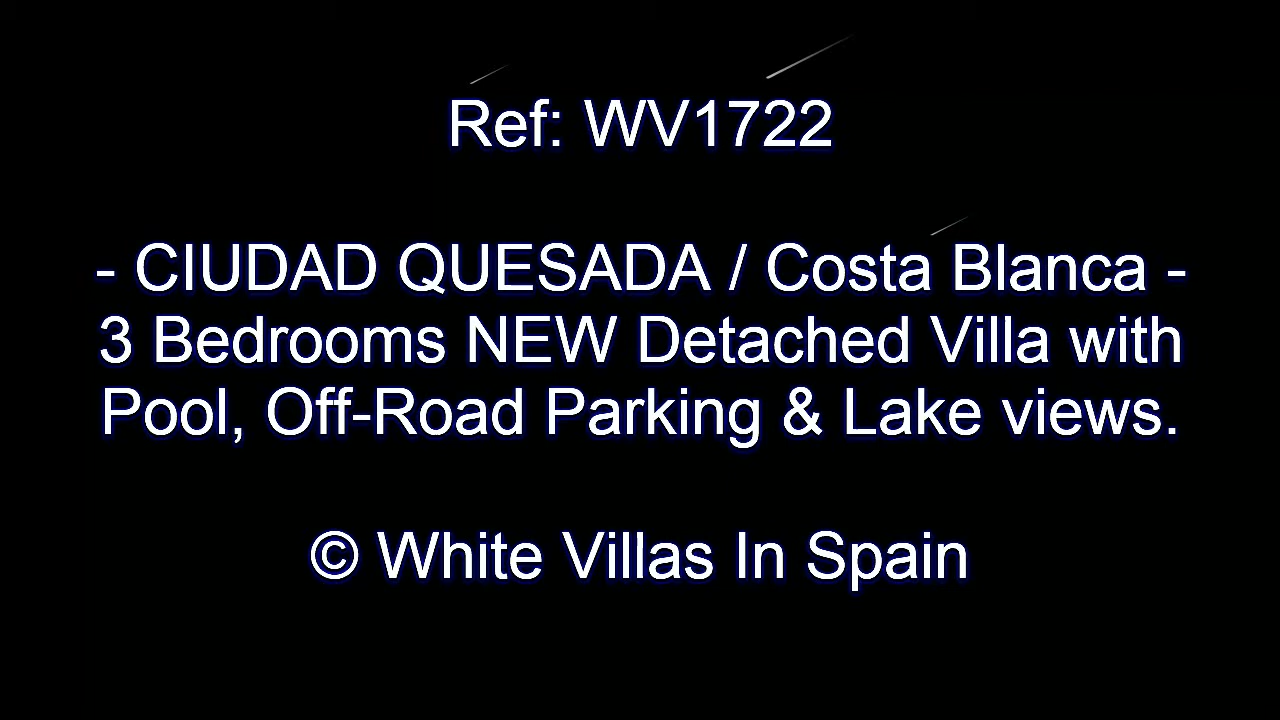 Ref: WV1722
- CIUDAD QUESADA / Costa Blanca -
3 Bedrooms NEW Detached Villa with
Pool, Off-Road Parking & Lake views.
© White Villas In Spain